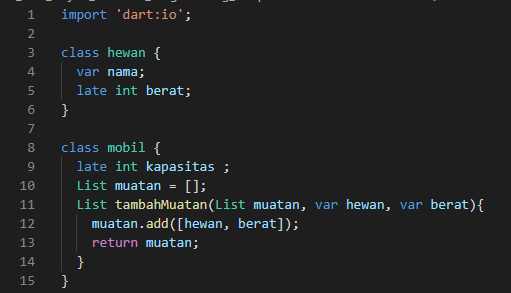 1 import 'dart:io';
2
3 class hewan {
4 var nama;
5 late int berat;
6 }
7
8 class mobil {
9 late int kapasitas ;
10 List muatan = [];
11 List tambahMuatan(List muatan, var hewan, var berat){
12 muatan.add([hewan, berat]);
13 return muatan;
14 }
15 }